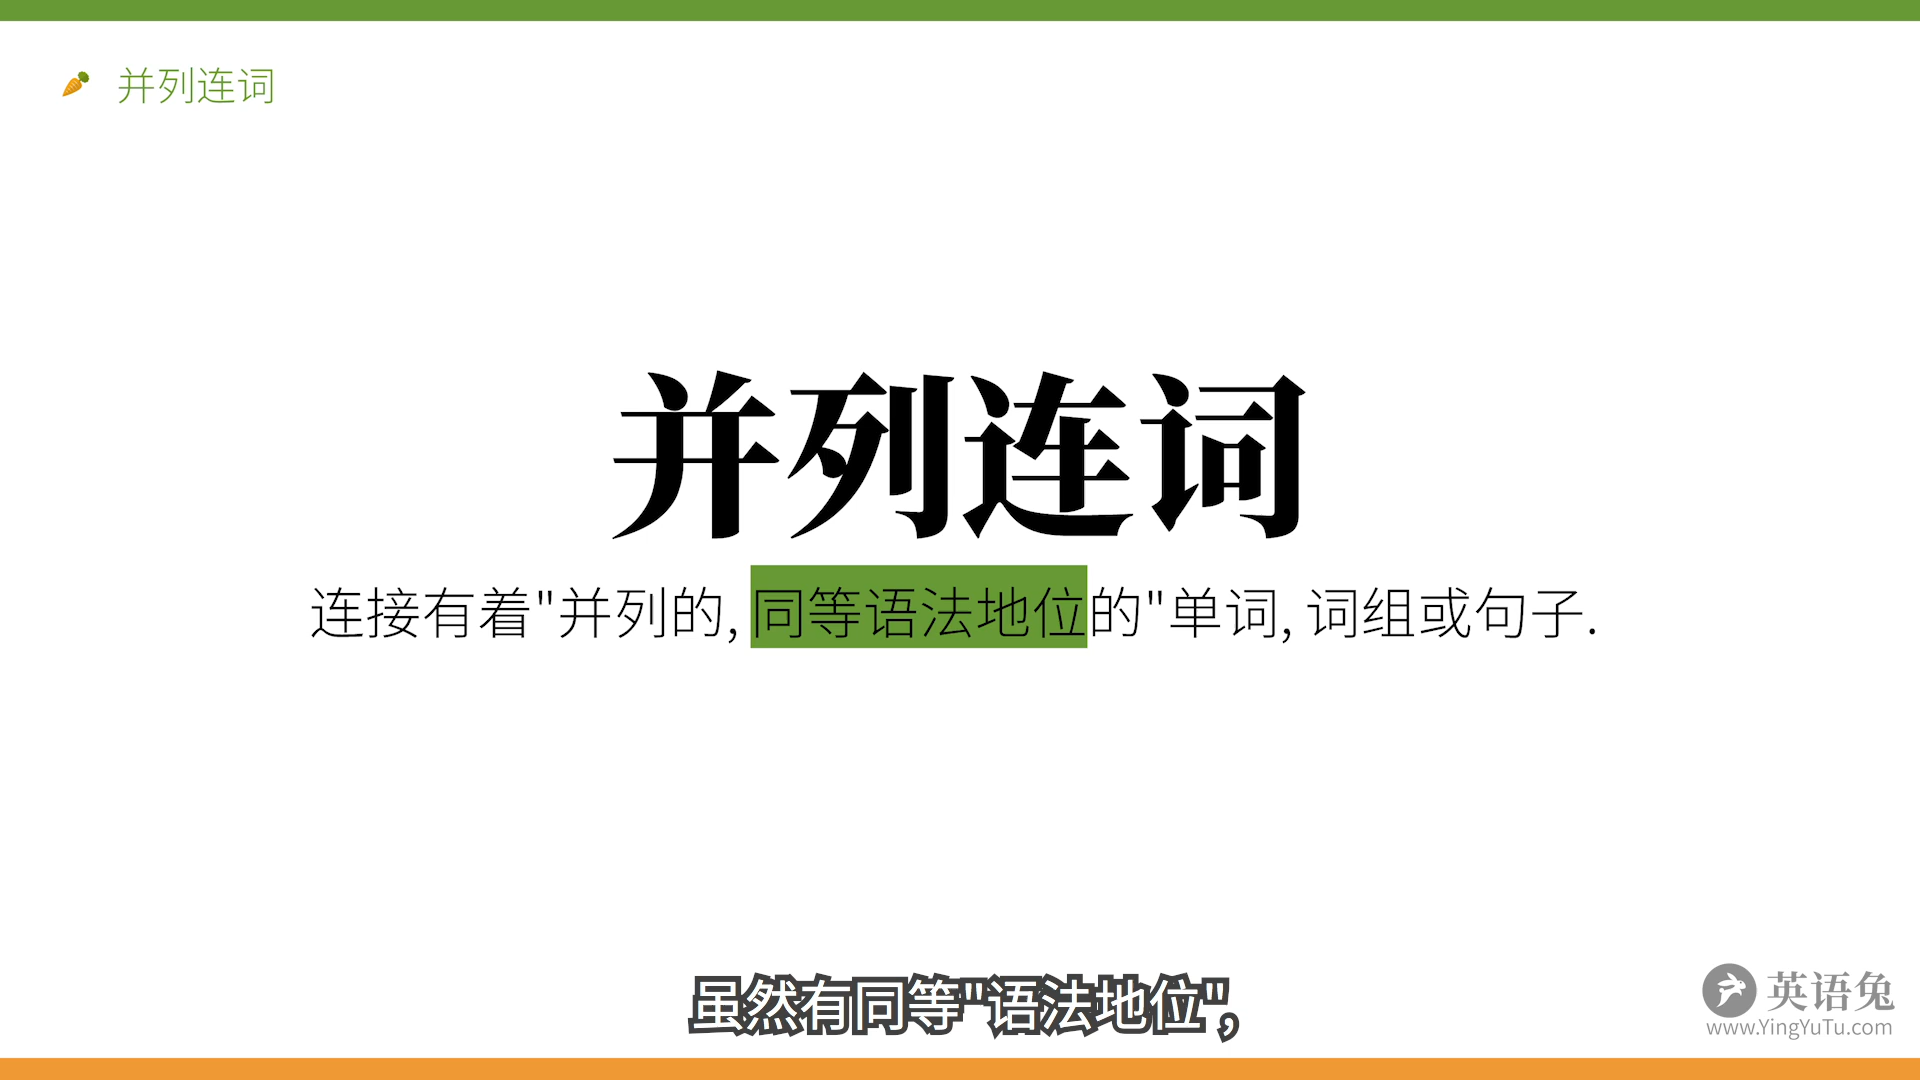 并列连词
并列连词
连接有着"并列的, 同等语法地位的"单词, 词组或句子.
虽然有同等"语法地位",
英语兔
www.YingYuTu.com